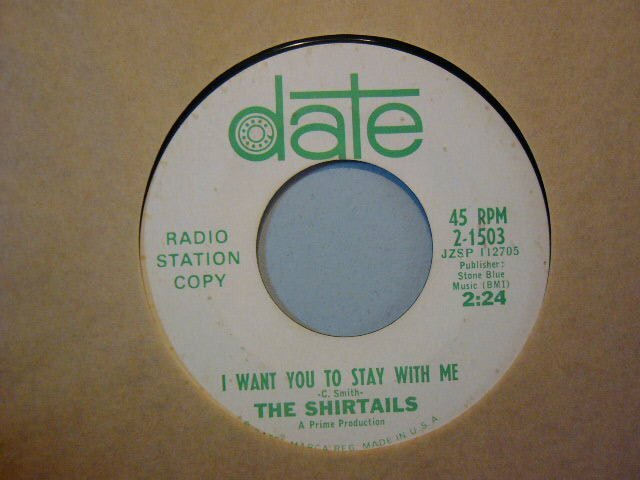 date
RADIO
STATION
COPY
45 RPM
2-1503
JZSP 112705
Publisher:
Stone Blue
Music (BMI)
2:24
I WANT YOU TO STAY WITH ME
-C. Smith-
THE SHIRTAILS
A Prime Production
MARCA REG. MADE IN U.S.A